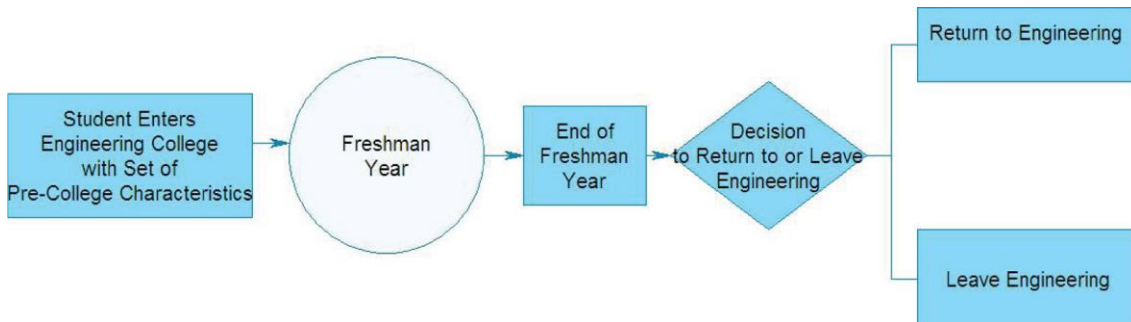 Student Enters
Engineering College
with Set of
Pre-College Characteristics
Freshman
Year
End of
Freshman
Year
Decision
to Return to or Leave
Engineering
Return to Engineering
Leave Engineering